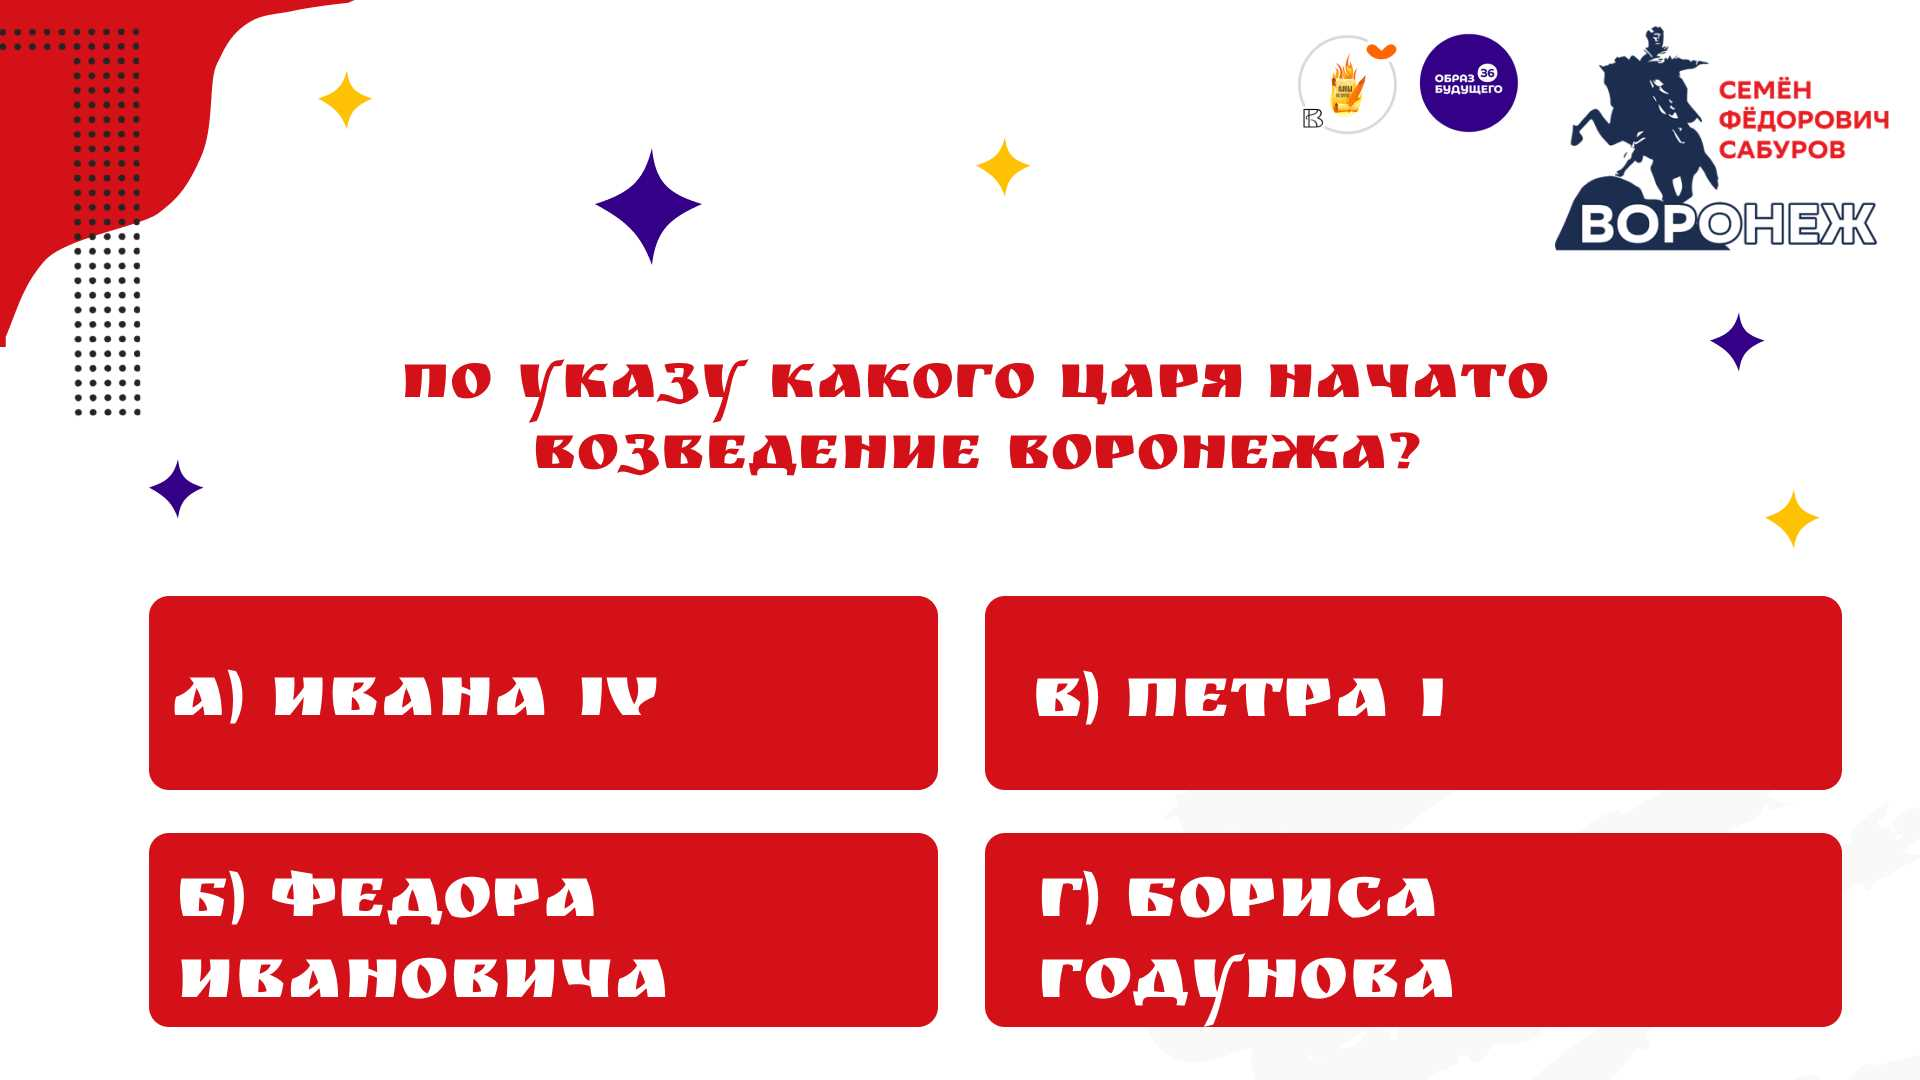 ОБРАЗ 36
БУДУЩЕГО
СЕМЁН
ФЁДОРОВИЧ
САБУРОВ
ВОРОНЕЖ
ПО УКАЗУ КАКОГО ЦАРЯ НАЧАТО
ВОЗВЕДЕНИЕ ВОРОНЕЖА?
А) ИВАНА IV
В) ПЕТРА I
Б) ФЕДОРА
ИВАНОВИЧА
Г) БОРИСА
ГОДУНОВА